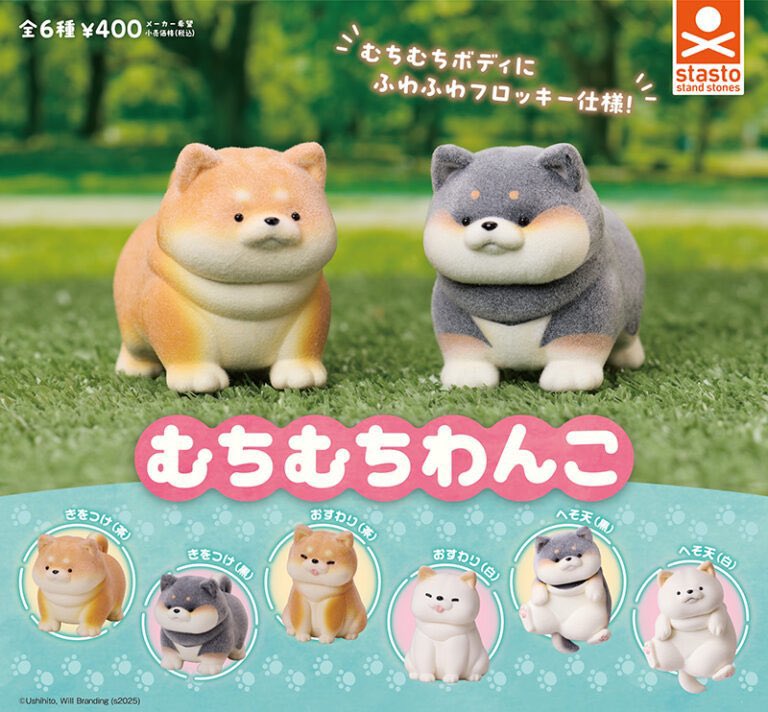 全6種 ¥400 メーカー希望
小売価格(税込)
むちむちボディに
ふわふわフロッキー仕様!
stasto
stand stones
むちむちわんこ
きをつけ(茶)
きをつけ(黒)
おすわり(茶)
おすわり(白)
へそ天(黒)
へそ天(白)
©Ushihito, Will Branding (s2025)